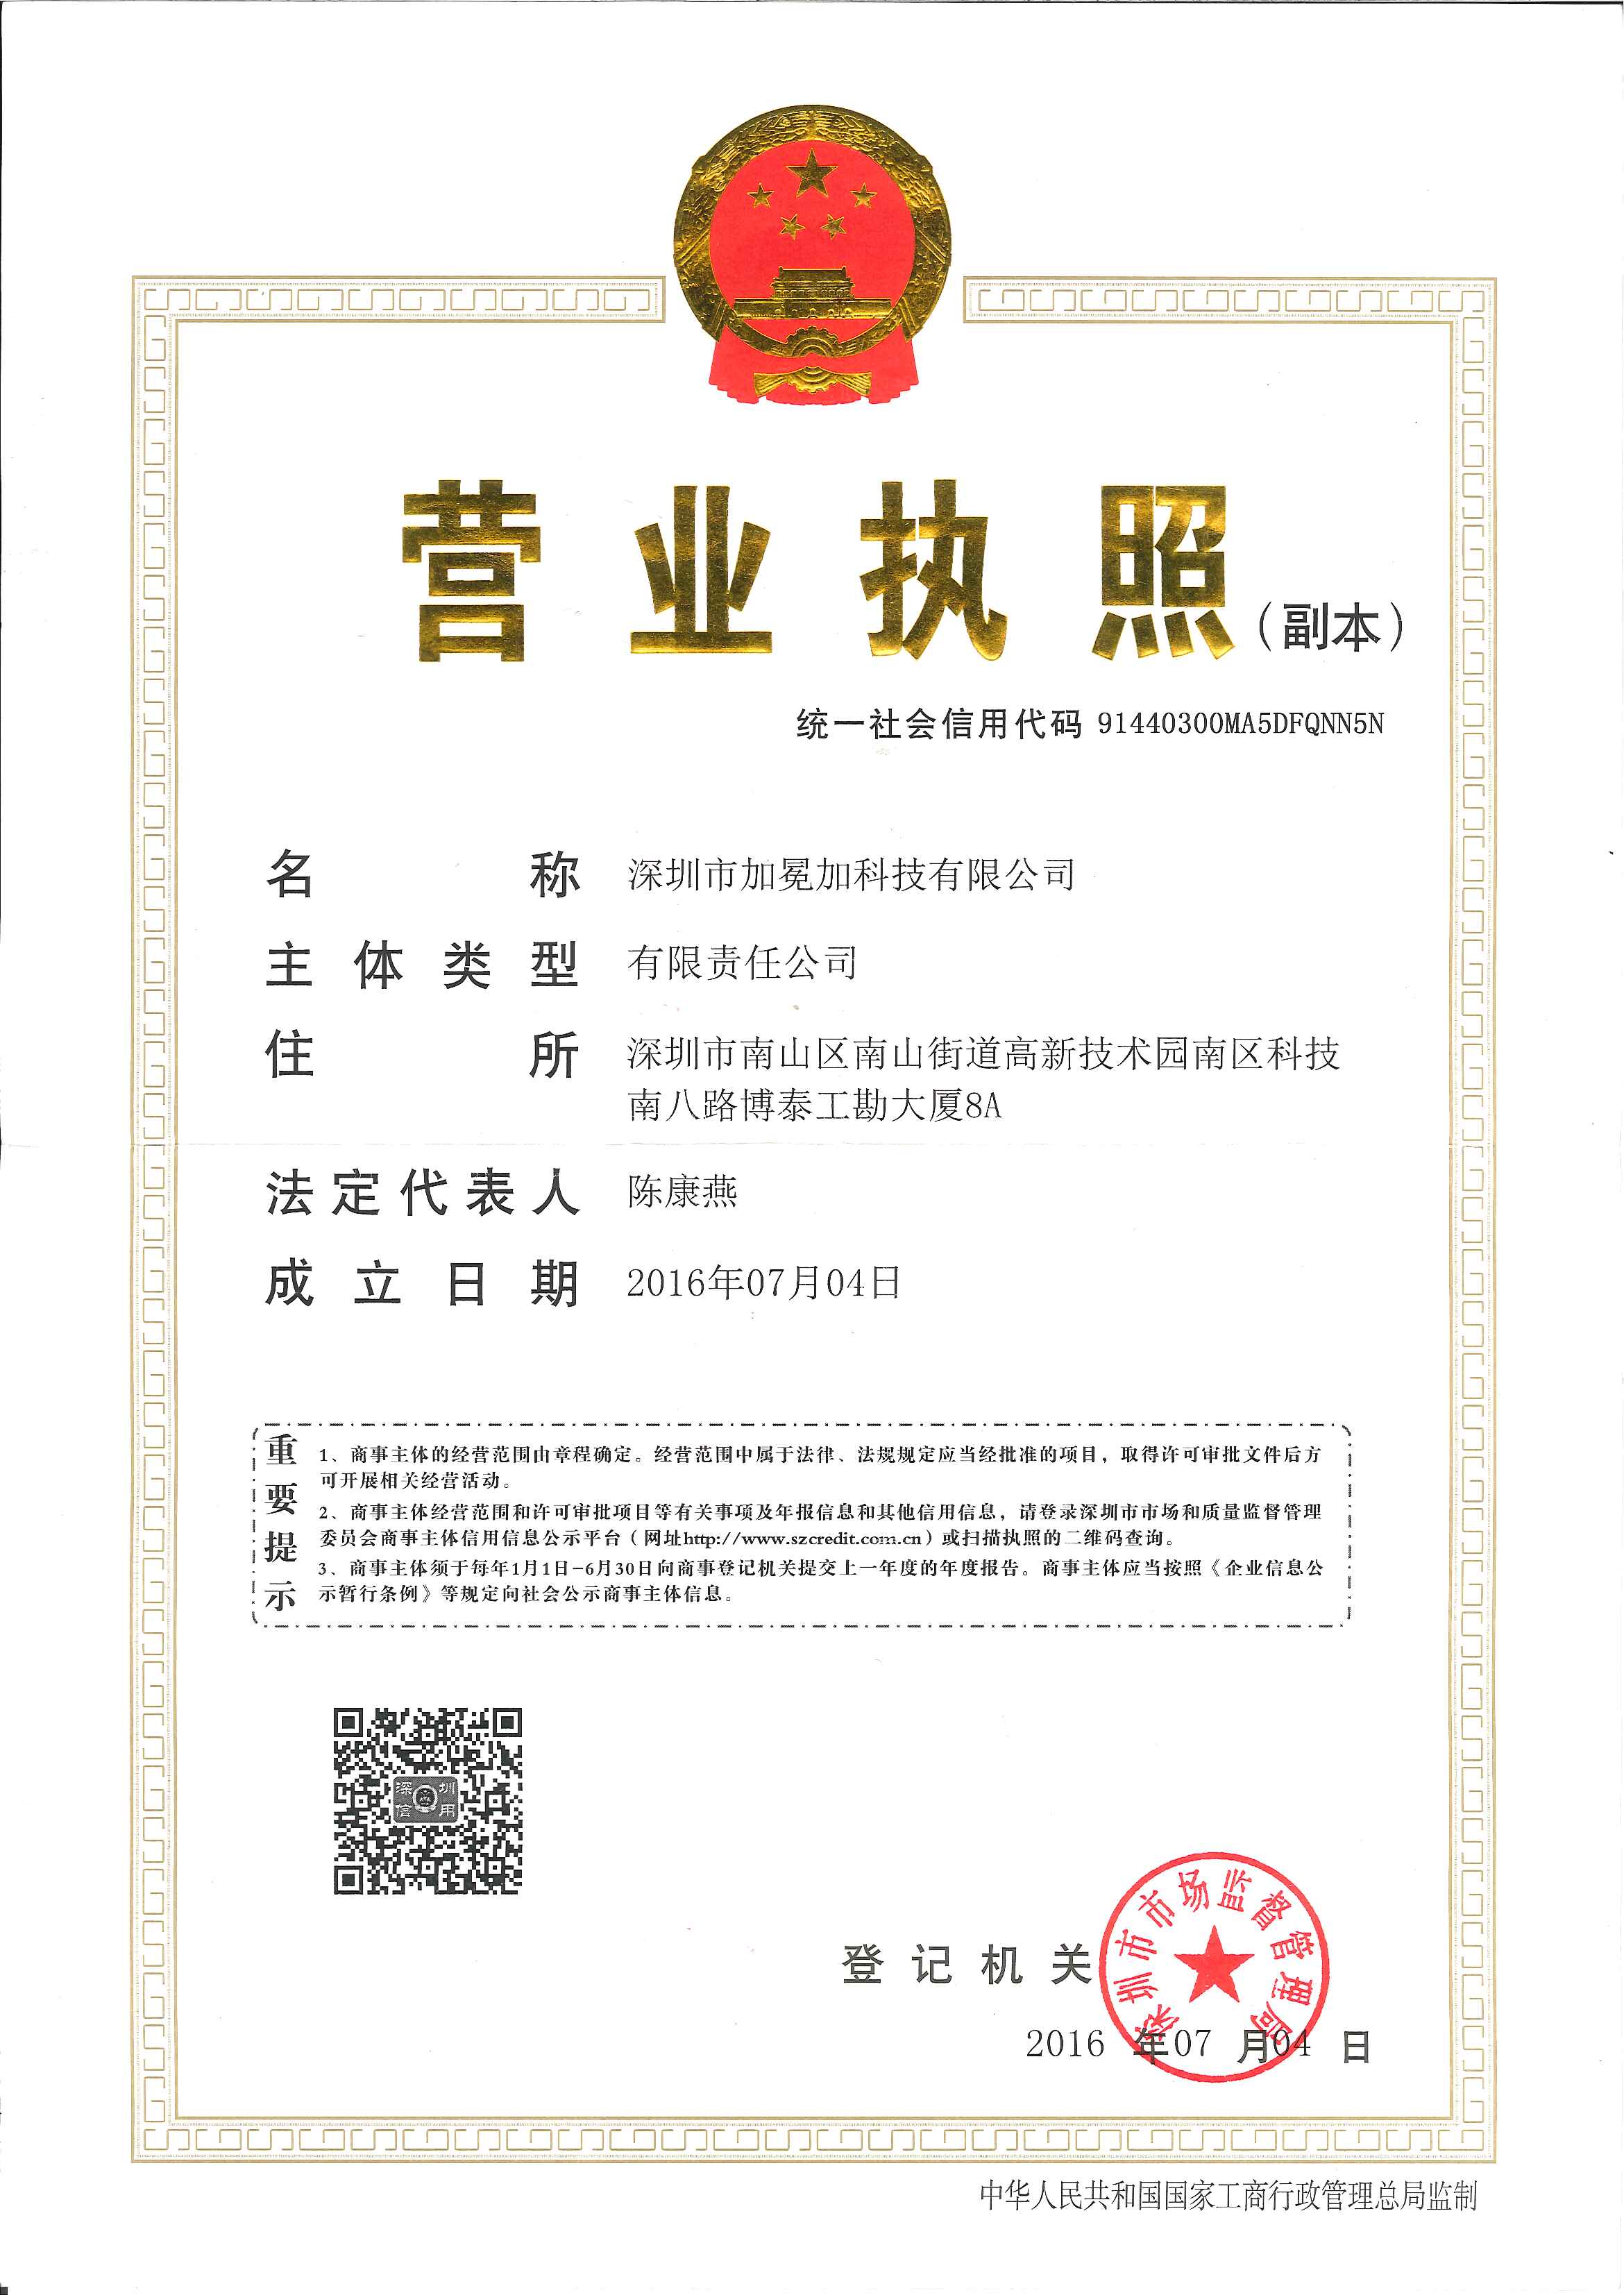 营业执照（副本）
统一社会信用代码 91440300MA5DFQNN5N
名称 深圳市加冕加科技有限公司
主体类型 有限责任公司
住所 深圳市南山区南山街道高新技术园南区科技
南八路博泰工勘大厦8A
法定代表人 陈康燕
成立日期 2016年07月04日
重要提示
1、商事主体的经营范围由章程确定。经营范围中属于法律、法规规定应当经批准的项目，取得许可审批文件后方
可开展相关经营活动。
2、商事主体经营范围和许可审批项目等有关事项及年报信息和其他信用信息，请登录深圳市市场和质量监督管理
委员会商事主体信用信息公示平台（网址http://www.szcredit.com.cn）或扫描执照的二维码查询。
3、商事主体须于每年1月1日-6月30日向商事登记机关提交上一年度的年度报告。商事主体应当按照《企业信息公
示暂行条例》等规定向社会公示商事主体信息。
深圳
信用
登记机关
深圳市市场监督管理局
2016 年07 月04 日
中华人民共和国国家工商行政管理总局监制